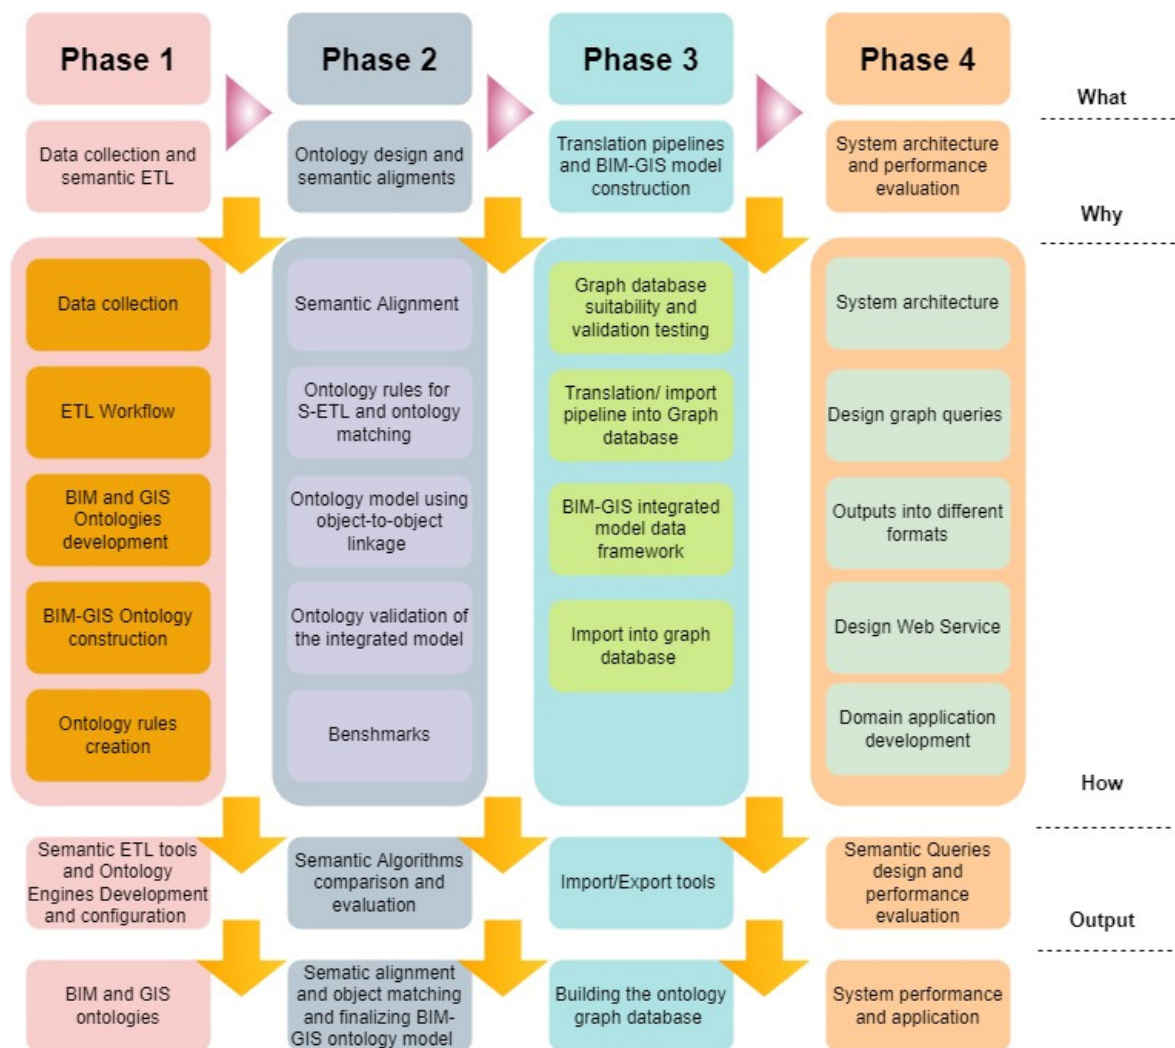 Phase 1
Phase 2
Phase 3
Phase 4
What
Data collection and
semantic ETL
Ontology design and
semantic aligments
Translation pipelines
and BIM-GIS model
construction
System architecture
and performance
evaluation
Why
Data collection
ETL Workflow
BIM and GIS
Ontologies
development
BIM-GIS Ontology
construction
Ontology rules
creation
Semantic Alignment
Ontology rules for
S-ETL and ontology
matching
Ontology model using
object-to-object
linkage
Ontology validation of
the integrated model
Benshmarks
Graph database
suitability and
validation testing
Translation/ import
pipeline into Graph
database
BIM-GIS integrated
model data
framework
Import into graph
database
System architecture
Design graph queries
Outputs into different
formats
Design Web Service
Domain application
development
How
Semantic ETL tools
and Ontology
Engines Development
and configuration
Semantic Algorithms
comparison and
evaluation
Import/Export tools
Semantic Queries
design and
performance
evaluation
Output
BIM and GIS
ontologies
Sematic alignment
and object matching
and finalizing BIM-
GIS ontology model
Building the ontology
graph database
System performance
and application